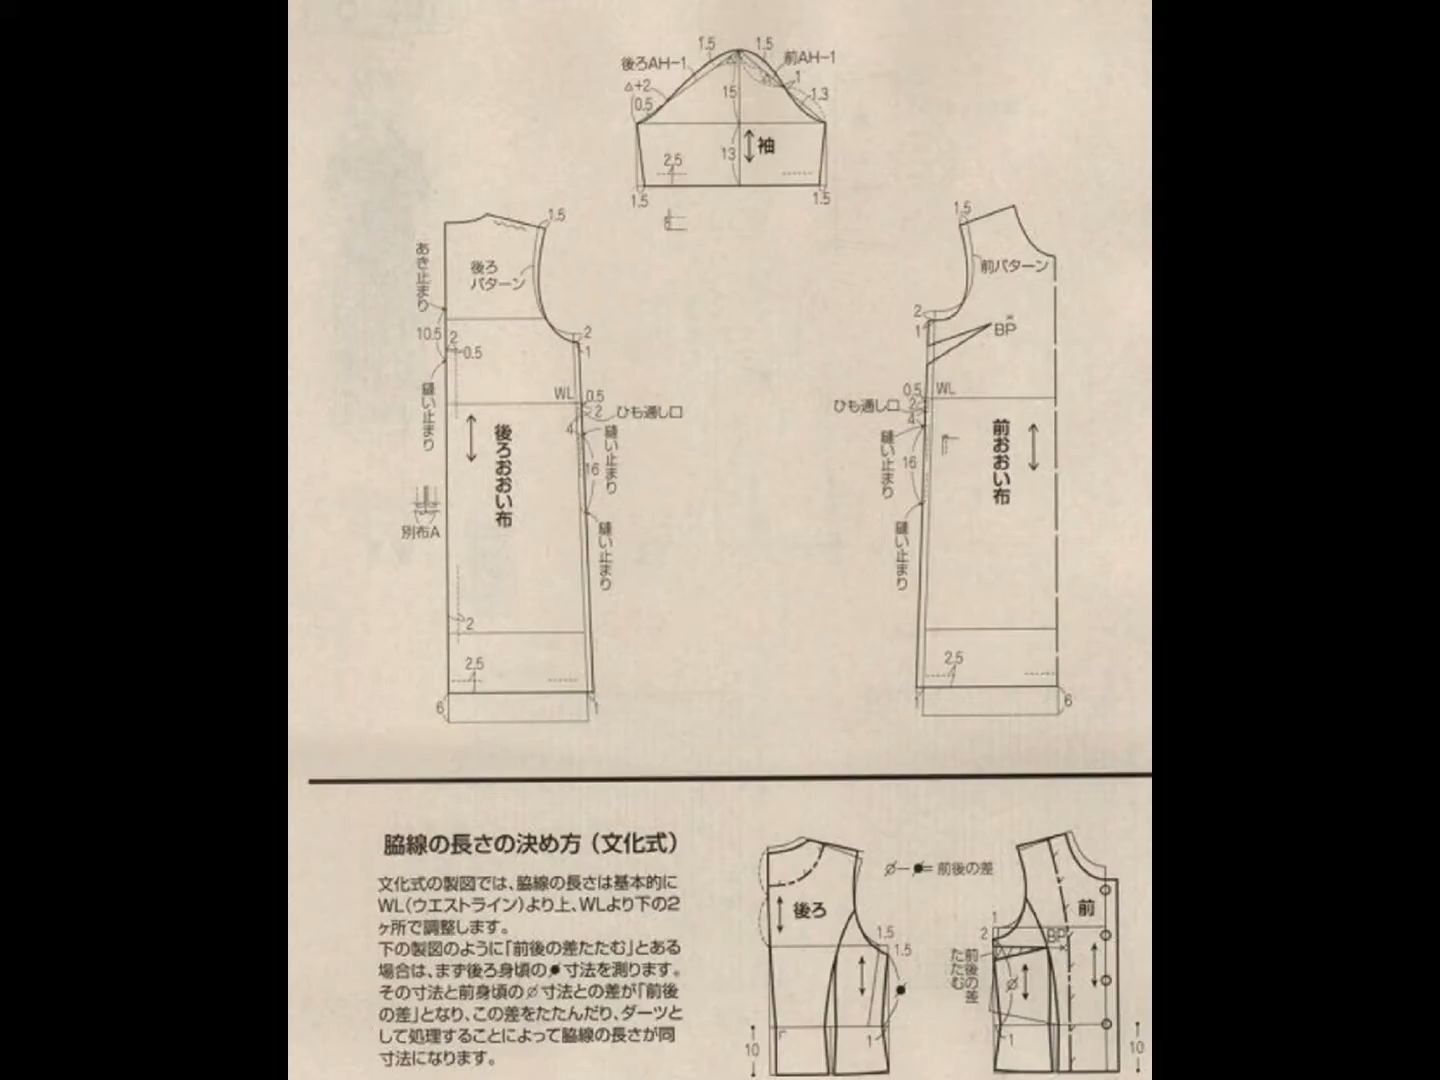 1.5
1.5
後ろAH−1
前AH−1
△+2
0.5
15
1
1.3
13
袖
2.5
1.5
1.5
1.5
後ろ
パターン
あき止まり
10.5
2
0.5
2
1
縫い止まり
WL
0.5
2
ひも通し口
4
縫い止まり
16
後ろおおい布
別布A
縫い止まり
2
2.5
6
1
1.5
前パターン
2
1
BP
0.5
WL
ひも通し口
2
4
縫い止まり
16
前おおい布
縫い止まり
2.5
1
6
脇線の長さの決め方(文化式)
文化式の製図では、脇線の長さは基本的に
WL(ウエストライン)より上、WLより下の2
ヶ所で調整します。
下の製図のように「前後の差たたむ」とある
場合は、まず後ろ身頃の●寸法を測ります。
その寸法と前身頃の∅寸法との差が「前後
の差」となり、この差をたたんだり、ダーツと
して処理することによって脇線の長さが同
寸法になります。
∅−●=前後の差
後ろ
1.5
1.5
●
1
10
前
1
2
BP
前後の差
たたむ
∅
1
10